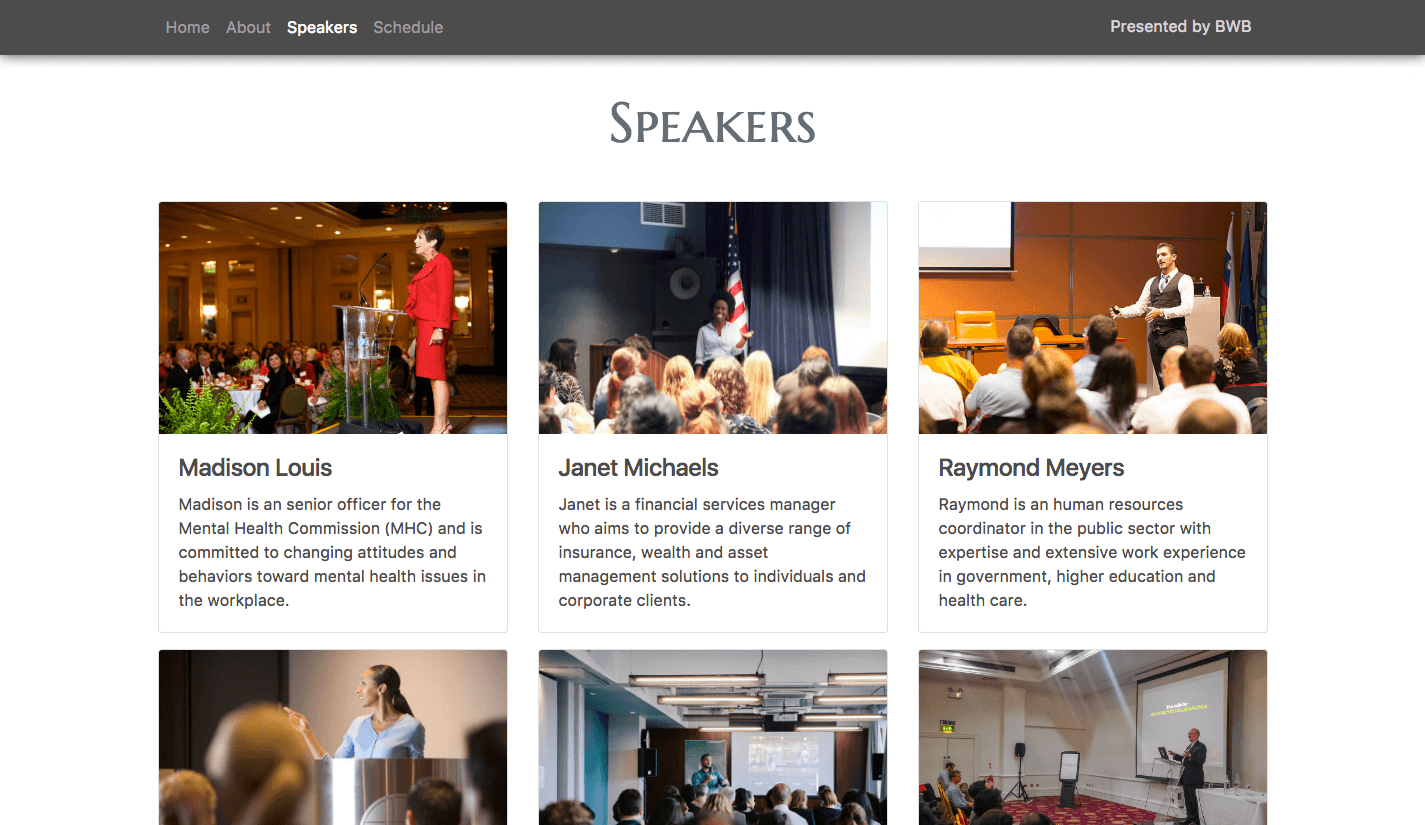 Home About Speakers Schedule Presented by BWB
Speakers
Madison Louis
Madison is an senior officer for the
Mental Health Commission (MHC) and is
committed to changing attitudes and
behaviors toward mental health issues in
the workplace.
Janet Michaels
Janet is a financial services manager
who aims to provide a diverse range of
insurance, wealth and asset
management solutions to individuals and
corporate clients.
Raymond Meyers
Raymond is an human resources
coordinator in the public sector with
expertise and extensive work experience
in government, higher education and
health care.